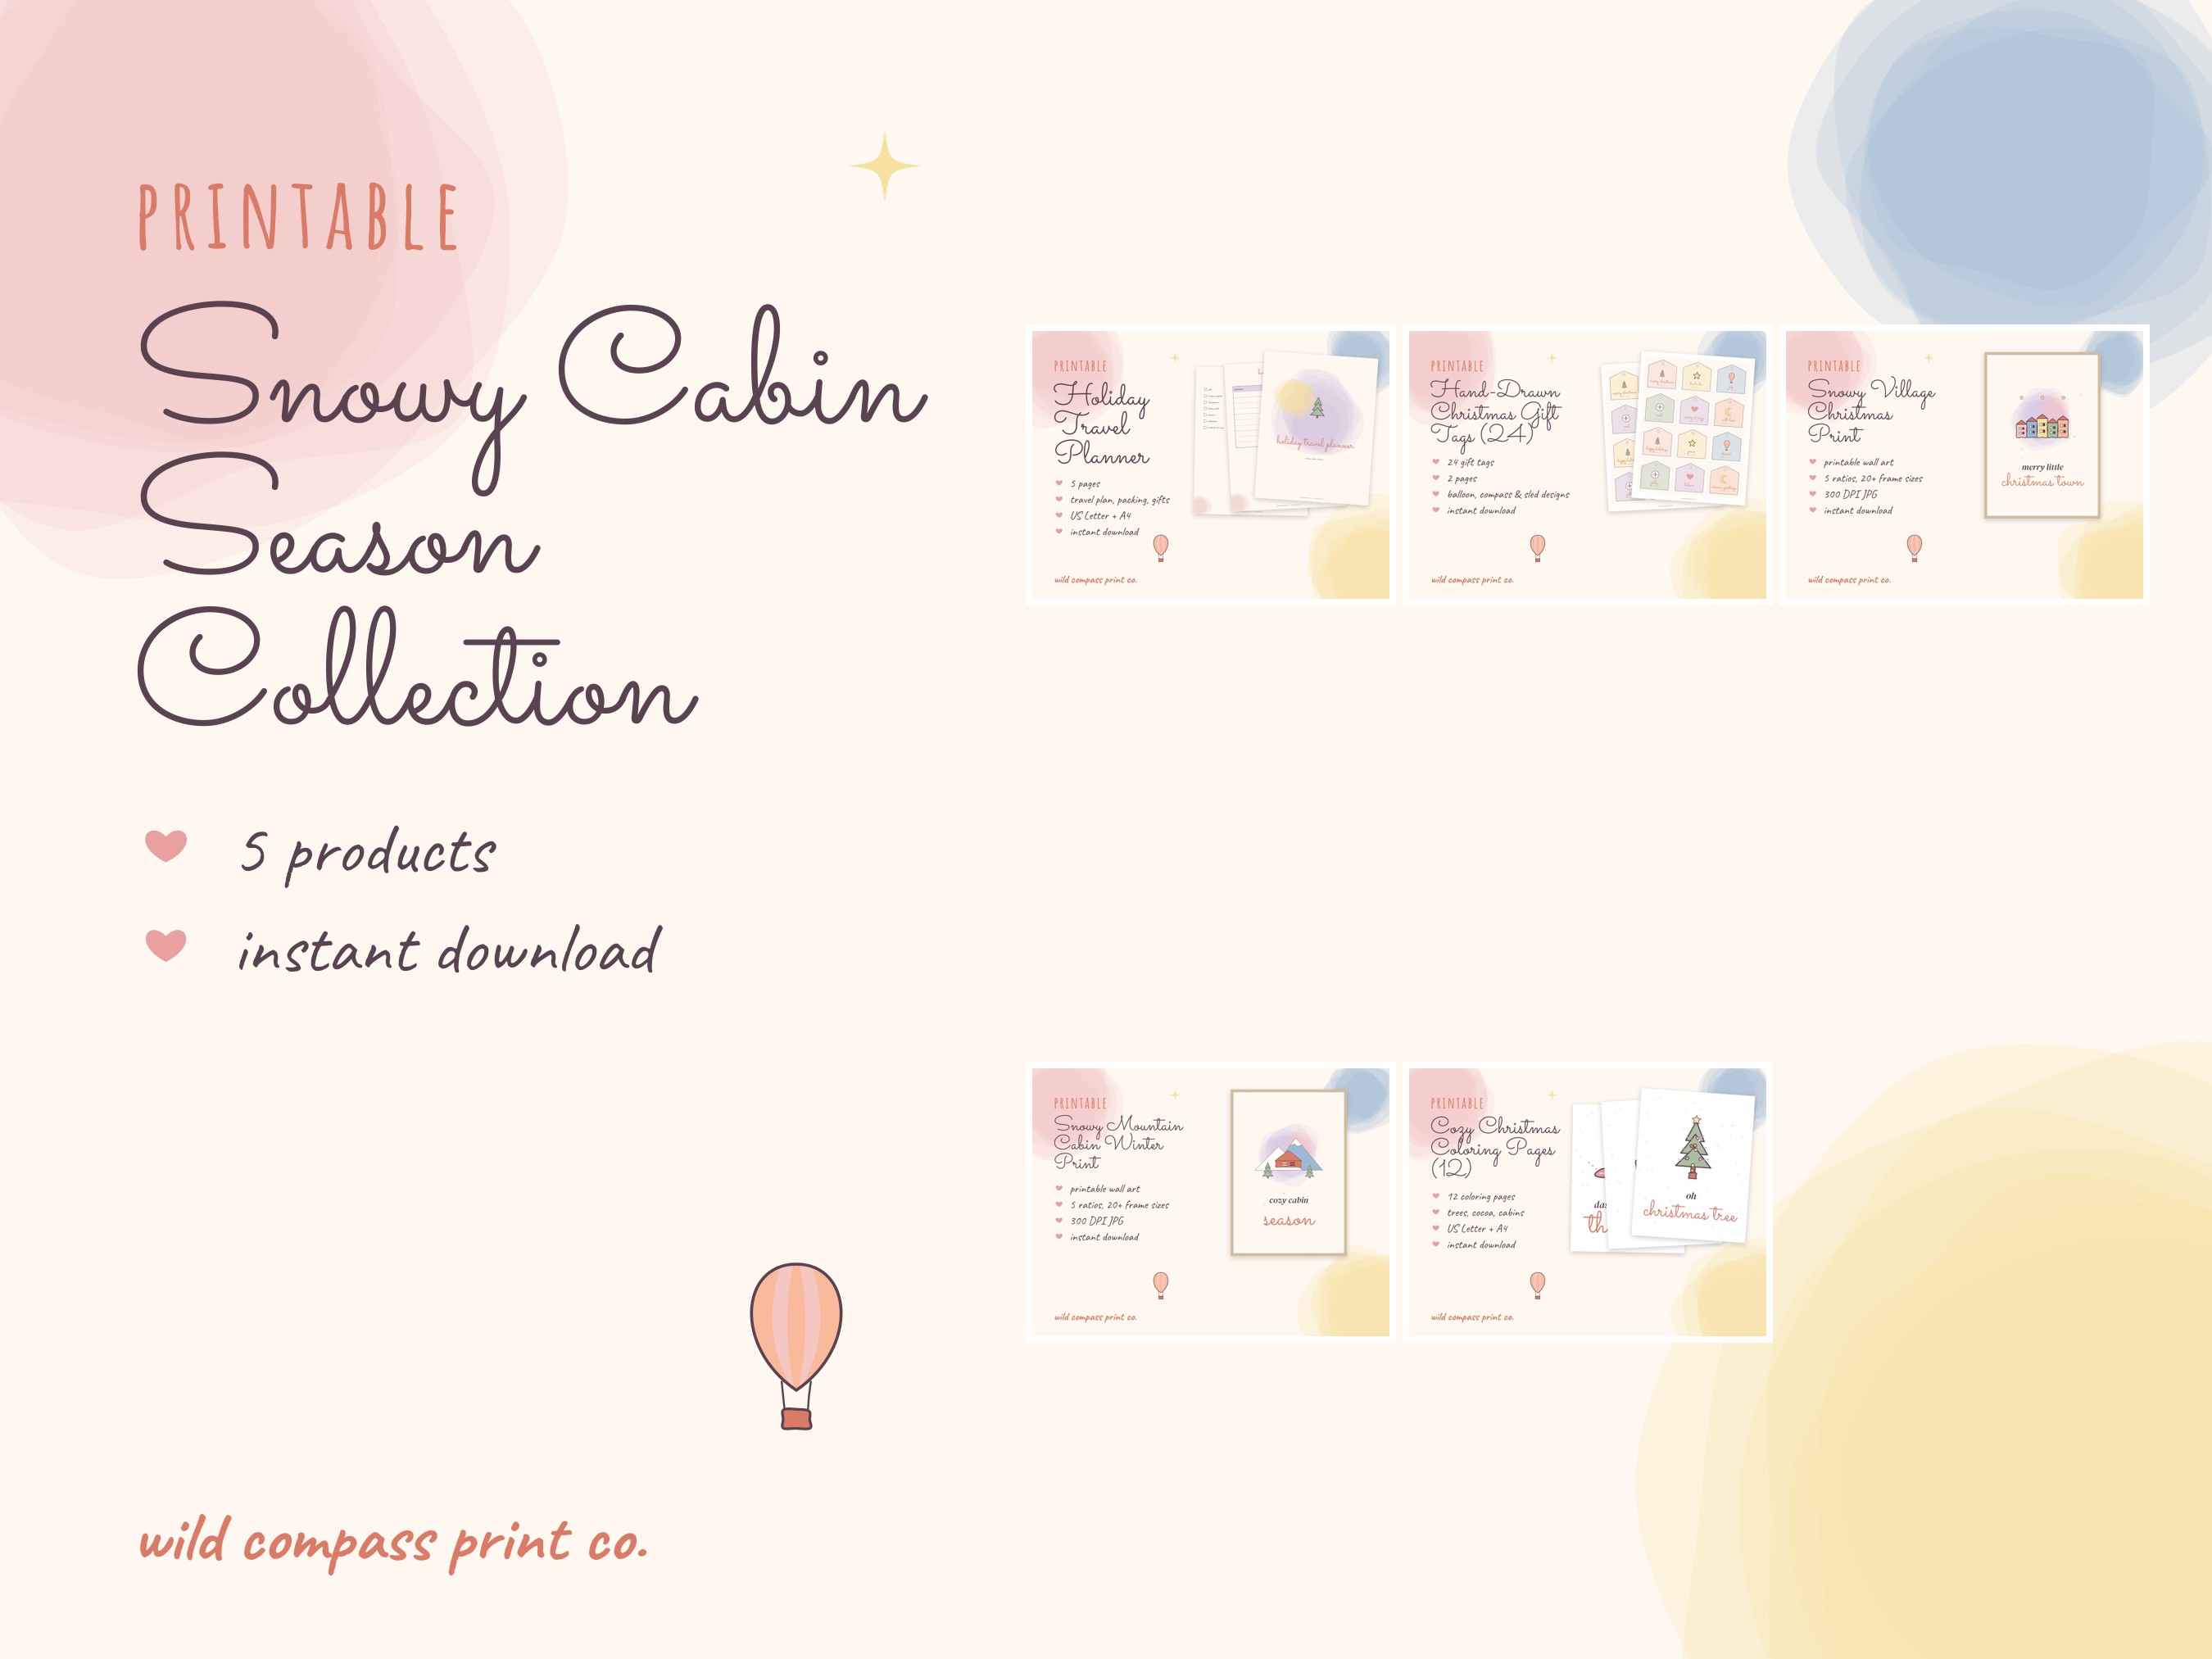 PRINTABLE
Snowy Cabin
Season
Collection
5 products
instant download
wild compass print co.
PRINTABLE
Holiday
Travel
Planner
5 pages
travel plan, packing, gifts
US Letter + A4
instant download
wild compass print co.
holiday travel planner
PRINTABLE
Hand-Drawn
Christmas Gift
Tags (24)
24 gift tags
2 pages
balloon, compass & sled designs
instant download
wild compass print co.
PRINTABLE
Snowy Village
Christmas
Print
printable wall art
5 ratios, 20+ frame sizes
300 DPI JPG
instant download
wild compass print co.
merry little
christmas town
PRINTABLE
Snowy Mountain
Cabin Winter
Print
printable wall art
5 ratios, 20+ frame sizes
300 DPI JPG
instant download
wild compass print co.
cozy cabin
season
PRINTABLE
Cozy Christmas
Coloring Pages
(12)
12 coloring pages
trees, cocoa, cabins
US Letter + A4
instant download
wild compass print co.
oh
christmas tree